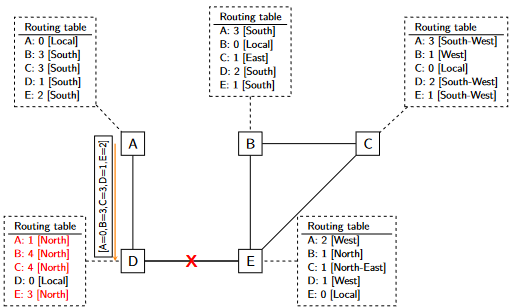 Routing table
A: 0 [Local]
B: 3 [South]
C: 3 [South]
D: 1 [South]
E: 2 [South]
Routing table
A: 3 [South]
B: 0 [Local]
C: 1 [East]
D: 2 [South]
E: 1 [South]
Routing table
A: 3 [South-West]
B: 1 [West]
C: 0 [Local]
D: 2 [South-West]
E: 1 [South-West]
A
B
C
[A=0,B=3,C=3,D=1,E=2]
Routing table
A: 1 [North]
B: 4 [North]
C: 4 [North]
D: 0 [Local]
E: 3 [North]
D
X
E
Routing table
A: 2 [West]
B: 1 [North]
C: 1 [North-East]
D: 1 [West]
E: 0 [Local]